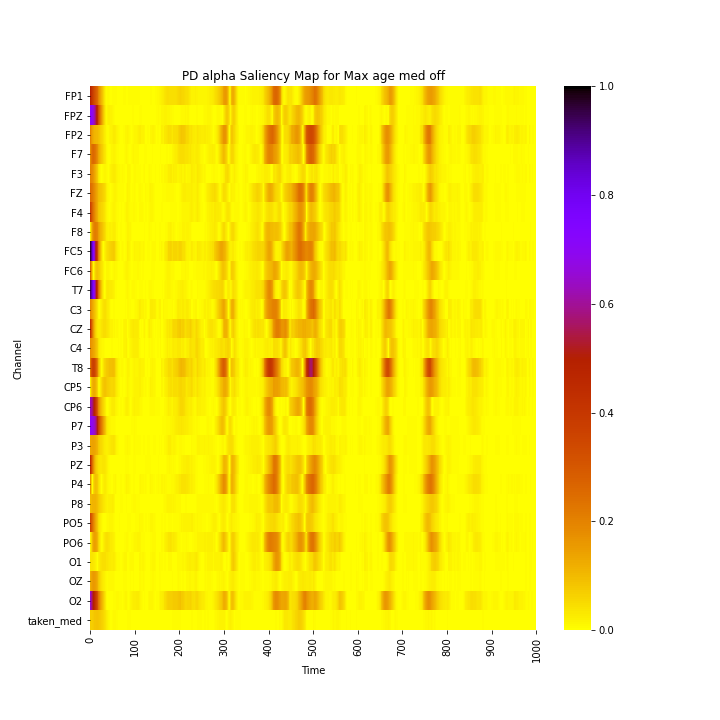 PD alpha Saliency Map for Max age med off
FP1
FPZ
FP2
F7
F3
FZ
F4
F8
FC5
FC6
T7
C3
CZ
C4
T8
CP5
CP6
P7
P3
PZ
P4
P8
PO5
PO6
O1
OZ
O2
taken_med
Channel
0 100 200 300 400 500 600 700 800 900 1000
Time
1.0
0.8
0.6
0.4
0.2
0.0